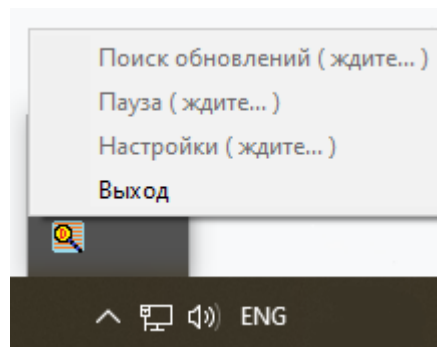 Поиск обновлений ( ждите... )
Пауза ( ждите... )
Настройки ( ждите... )
Выход
ENG